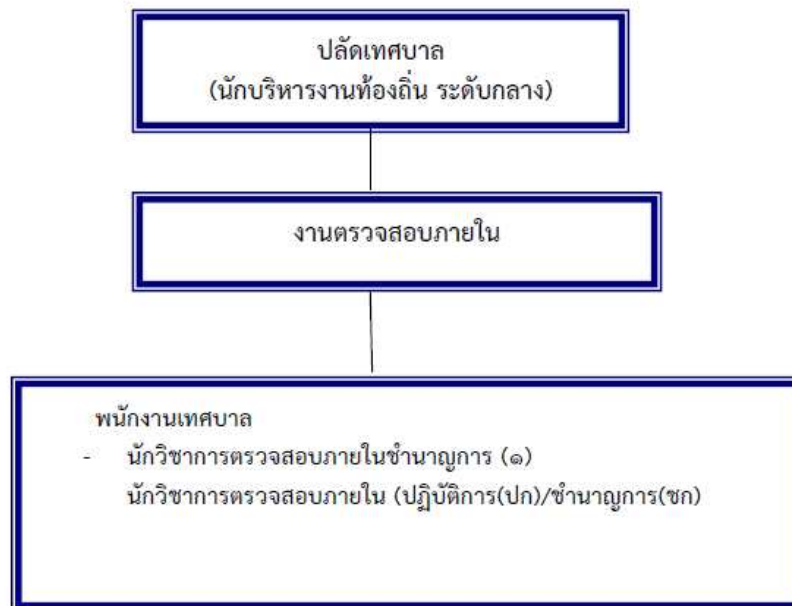 ปลัดเทศบาล
(นักบริหารงานท้องถิ่น ระดับกลาง)
งานตรวจสอบภายใน
พนักงานเทศบาล
- นักวิชาการตรวจสอบภายในชำนาญการ (๑)
นักวิชาการตรวจสอบภายใน (ปฏิบัติการ(ปก)/ชำนาญการ(ชก)